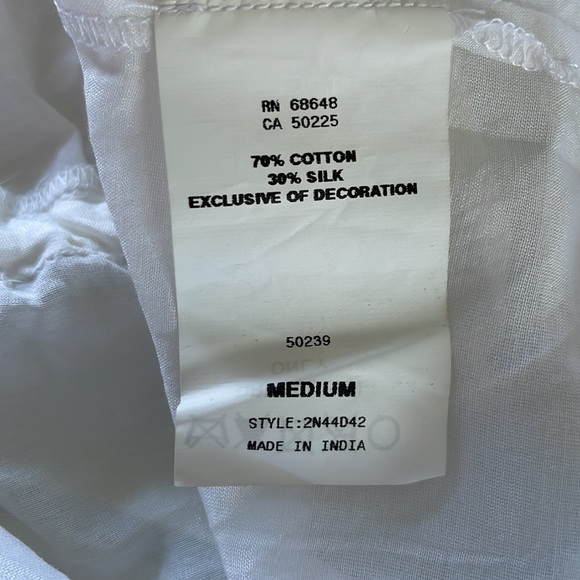 RN 68648
CA 50225
70% COTTON
30% SILK
EXCLUSIVE OF DECORATION
50239
MEDIUM
STYLE:2N44D42
MADE IN INDIA